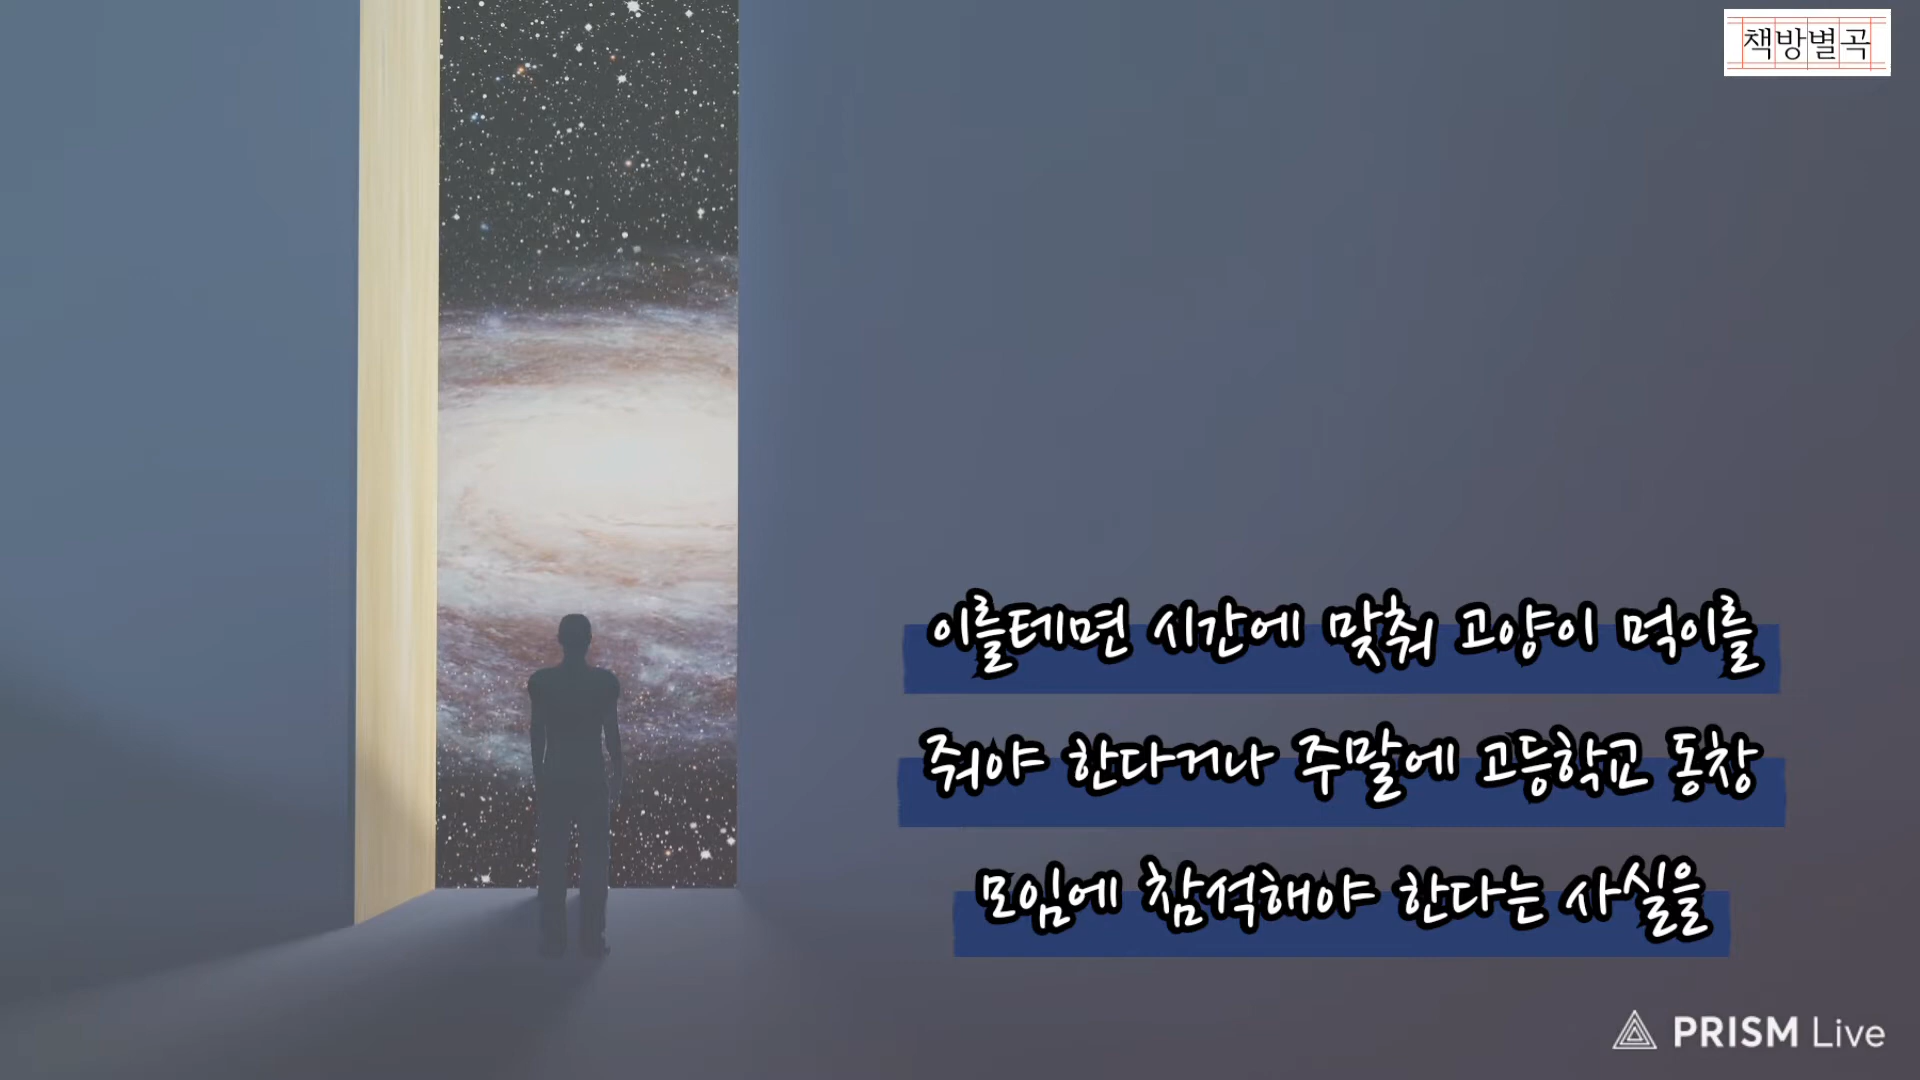 책방별곡
이를테면 시간에 맞춰 고양이 먹이를
줘야 한다거나 주말에 고등학교 동창
모임에 참석해야 한다는 사실을
PRISM Live